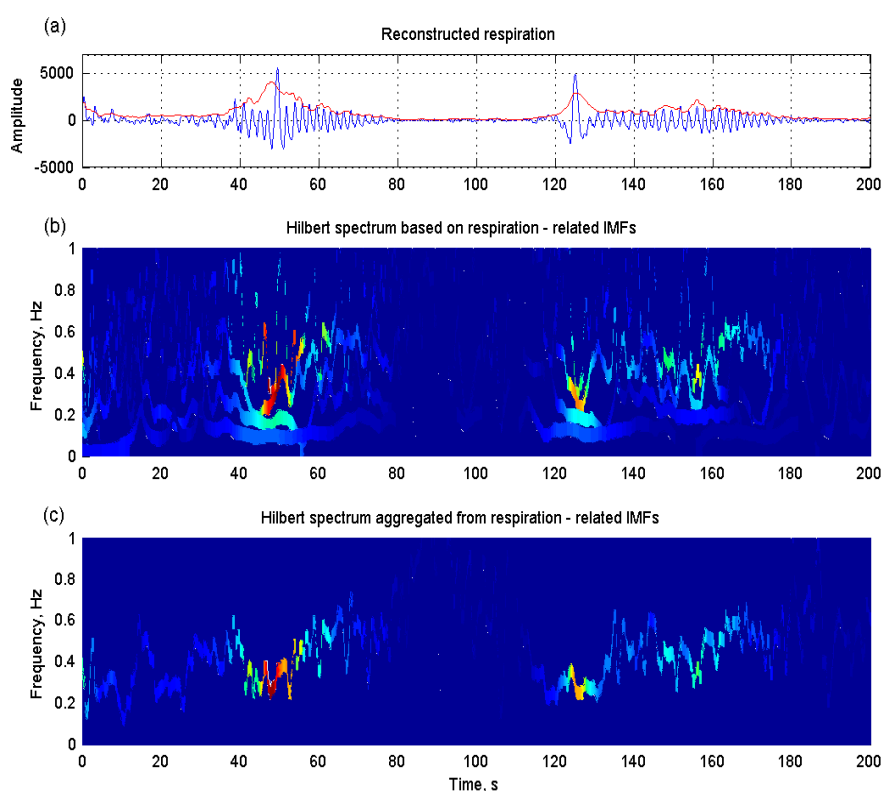 (a)
Reconstructed respiration
Amplitude
5000
0
-5000
0 20 40 60 80 100 120 140 160 180 200
(b)
Hilbert spectrum based on respiration - related IMFs
Frequency, Hz
1
0.8
0.6
0.4
0.2
0
0 20 40 60 80 100 120 140 160 180 200
(c)
Hilbert spectrum aggregated from respiration - related IMFs
Frequency, Hz
1
0.8
0.6
0.4
0.2
0
0 20 40 60 80 100 120 140 160 180 200
Time, s